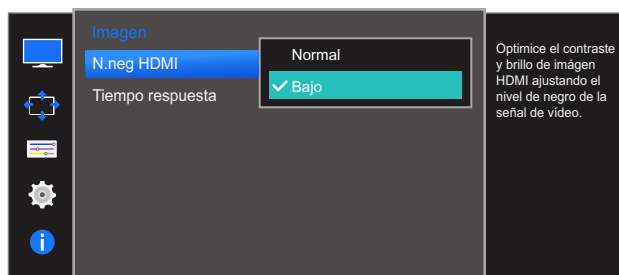 Imagen
N.neg HDMI
Tiempo respuesta
Normal
Bajo
Optimice el contraste
y brillo de imágen
HDMI ajustando el
nivel de negro de la
señal de vídeo.